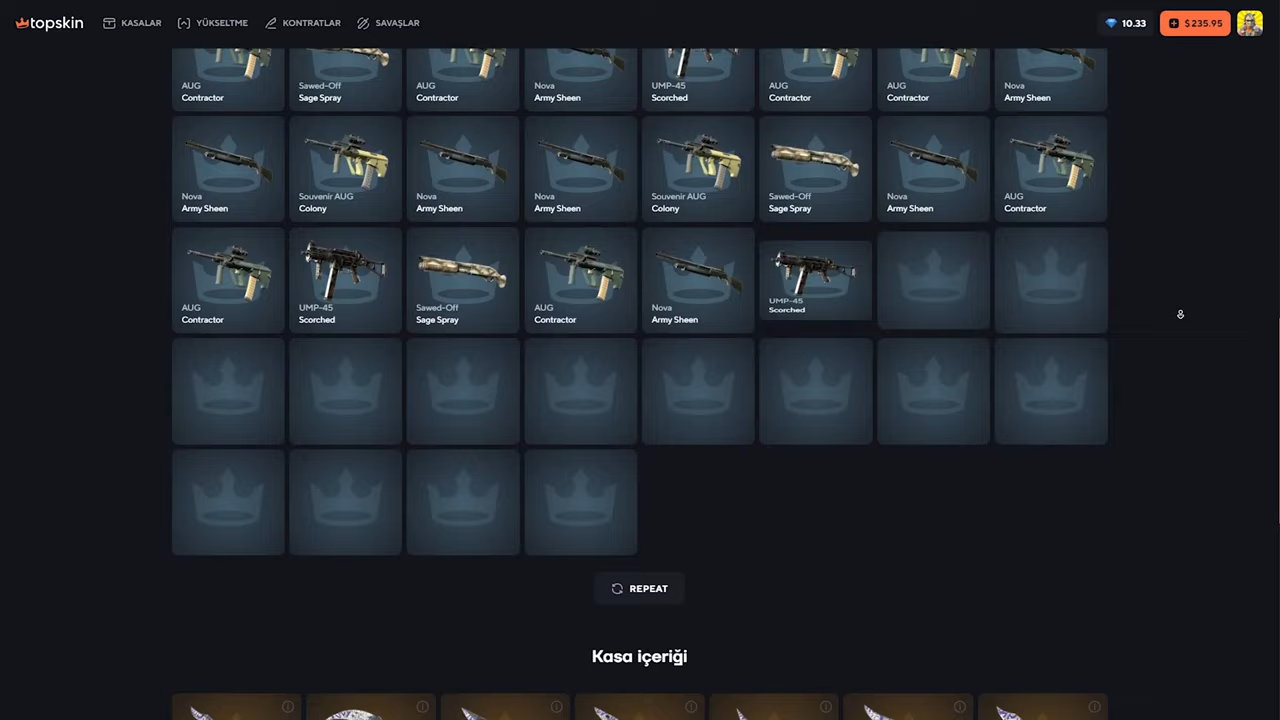 topskin KASALAR YÜKSELTME KONTRATLAR SAVAŞLAR 10.33 $ 235.95
AUG Sawed-Off AUG Nova UMP-45 AUG AUG Nova
Contractor Sage Spray Contractor Army Sheen Scorched Contractor Contractor Army Sheen
Nova Souvenir AUG Nova Nova Souvenir AUG Sawed-Off Nova AUG
Army Sheen Colony Army Sheen Army Sheen Colony Sage Spray Army Sheen Contractor
AUG UMP-45 Sawed-Off AUG Nova UMP-45
Contractor Scorched Sage Spray Contractor Army Sheen Scorched
REPEAT
Kasa içeriği